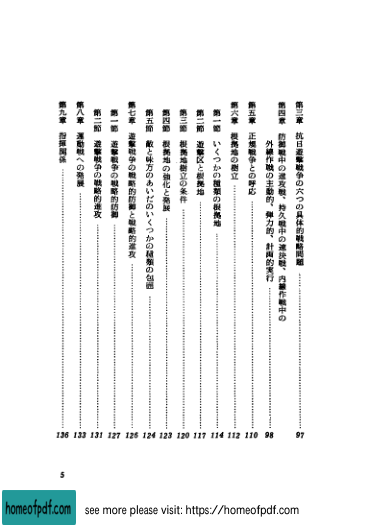 第三章 抗日遊撃戦争の六つの具体的戦略問題 97
第四章 防御戦中の進攻戦、持久戦中の速決戦、内線作戦中の
外線作戦の主動的、弾力的、計画的実行 98
第五章 正規戦争との呼応 110
第六章 根拠地の樹立 112
第一節 いくつかの種類の根拠地 114
第二節 遊撃区と根拠地 117
第三節 根拠地樹立の条件 120
第四節 根拠地の強化と発展 123
第五節 敵と味方のあいだのいくつかの種類の包囲 124
第七章 遊撃戦争の戦略的防御と戦略的進攻 126
第一節 遊撃戦争の戦略的防御 127
第二節 遊撃戦争の戦略的進攻 131
第八章 運動戦への発展 133
第九章 指揮関係 136
5
homeofpdf.com
see more please visit: https://homeofpdf.com